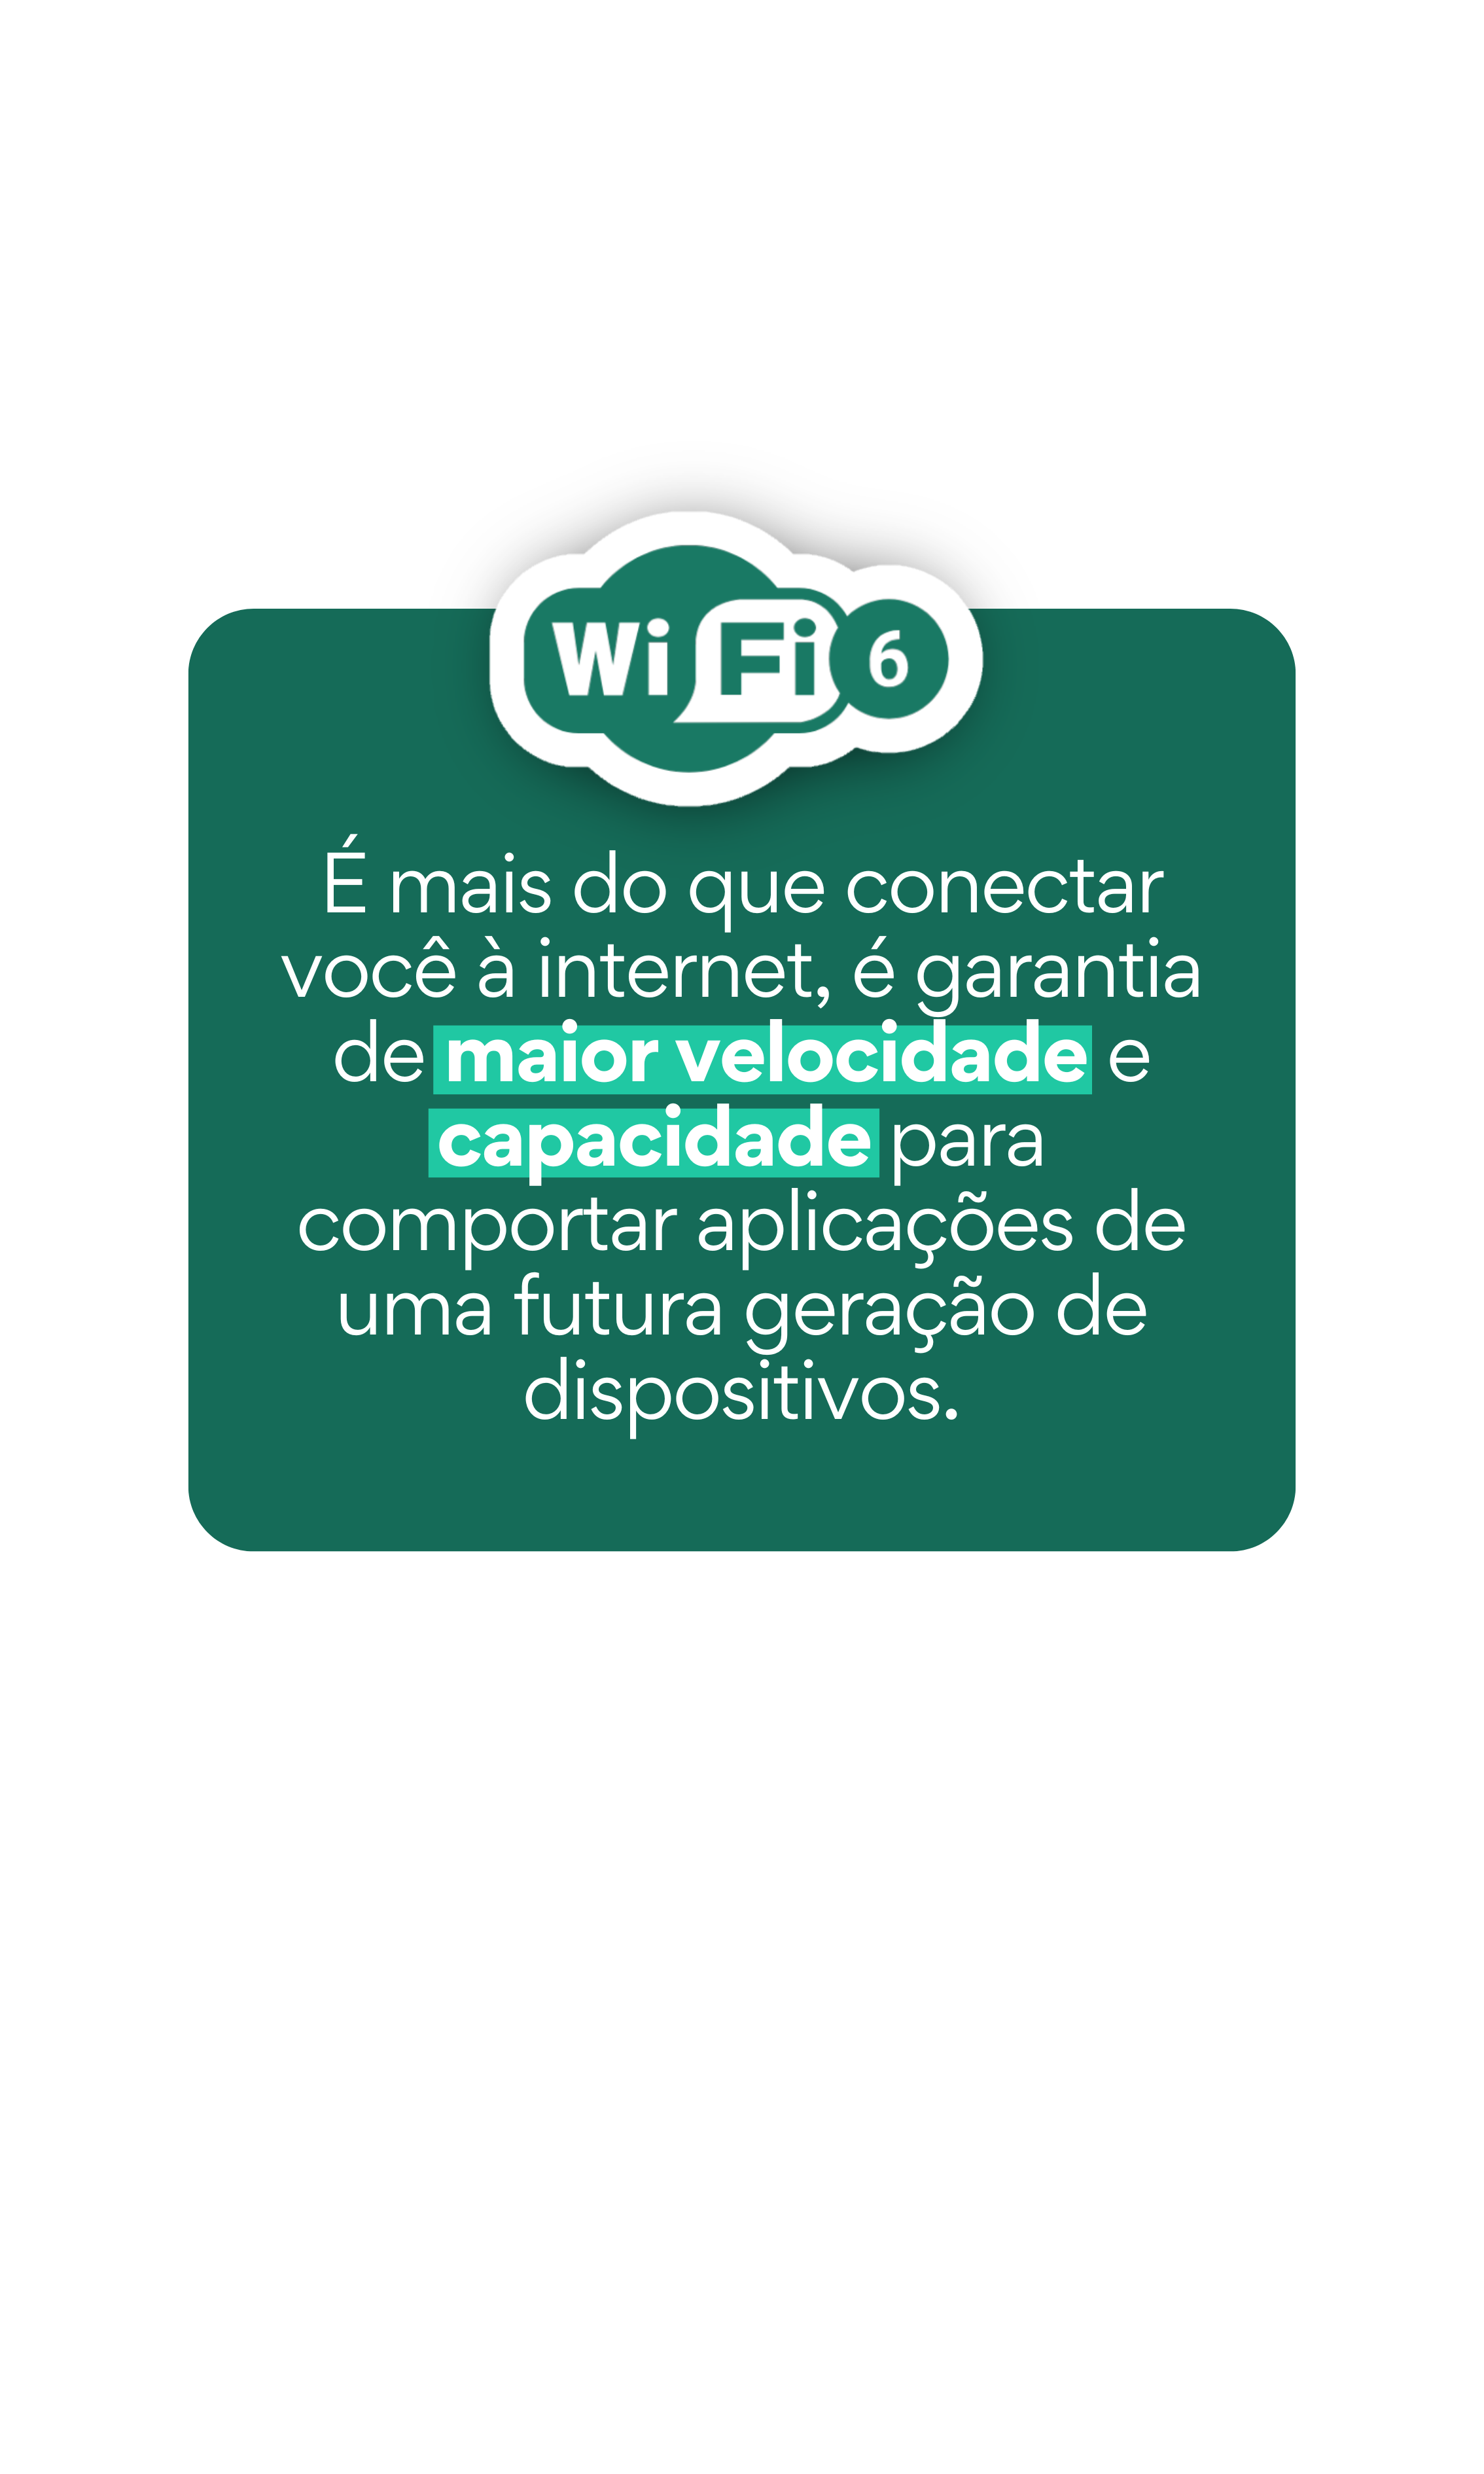 Wi Fi 6
É mais do que conectar
você à internet, é garantia
de maior velocidade e
capacidade para
comportar aplicações de
uma futura geração de
dispositivos.